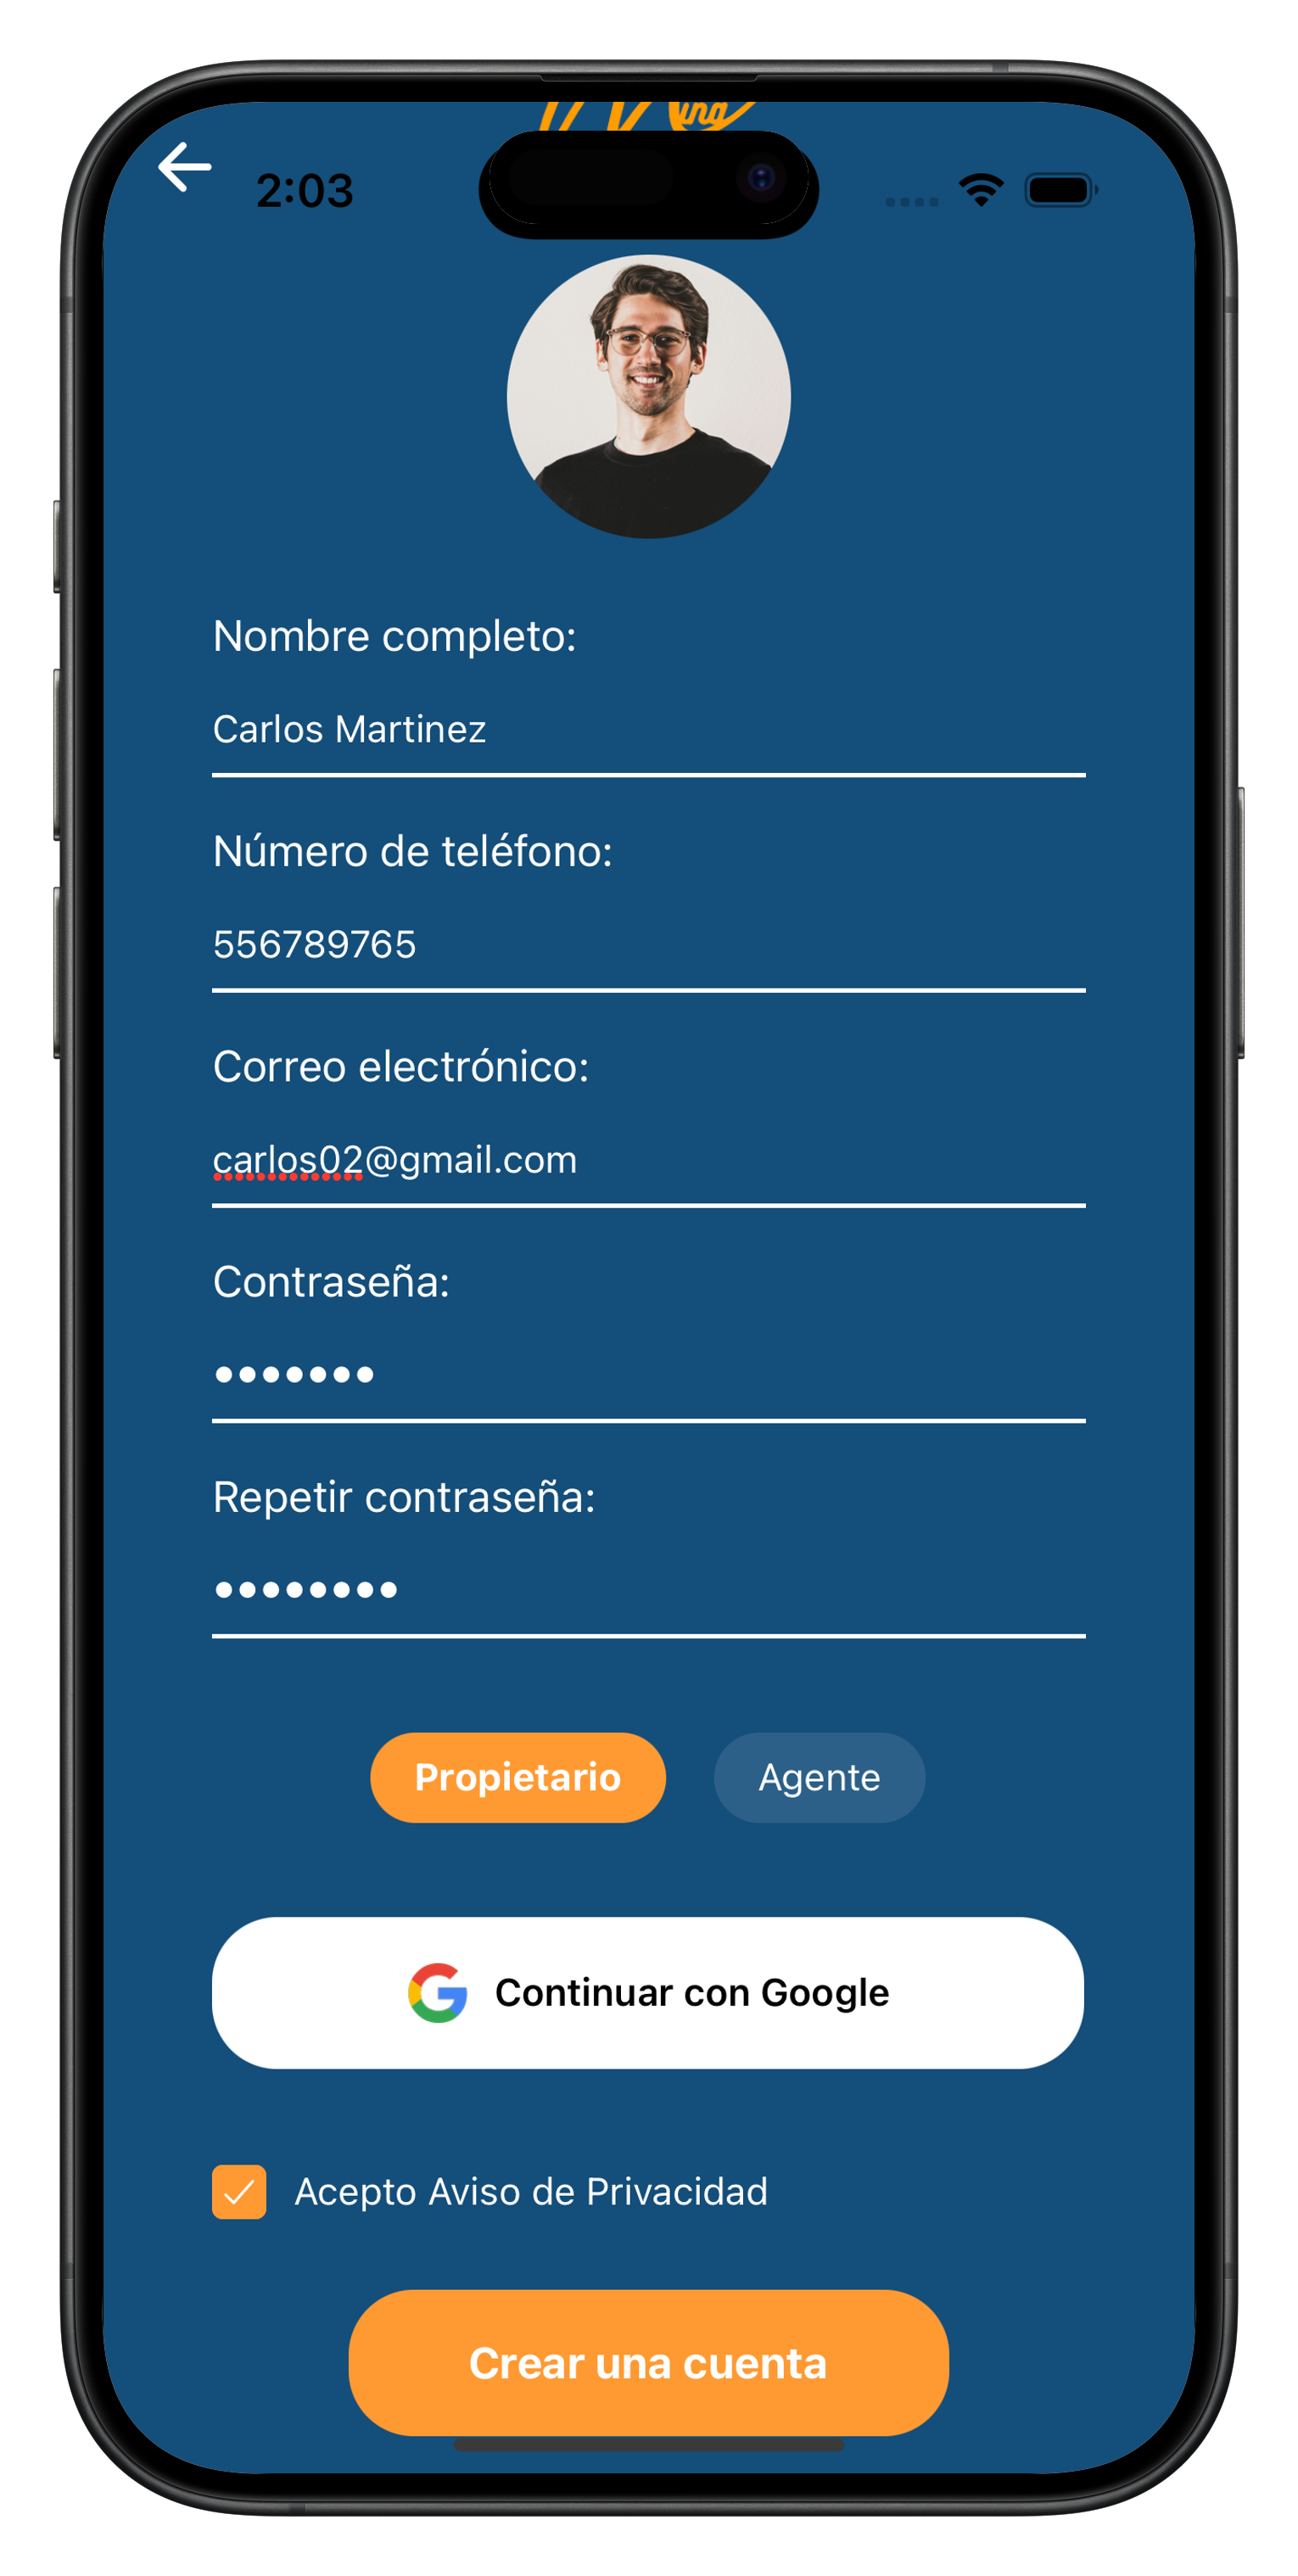 ing
2:03
Nombre completo:
Carlos Martinez
Número de teléfono:
556789765
Correo electrónico:
carlos02@gmail.com
Contraseña:
•••••••
Repetir contraseña:
••••••••
Propietario Agente
Continuar con Google
Acepto Aviso de Privacidad
Crear una cuenta